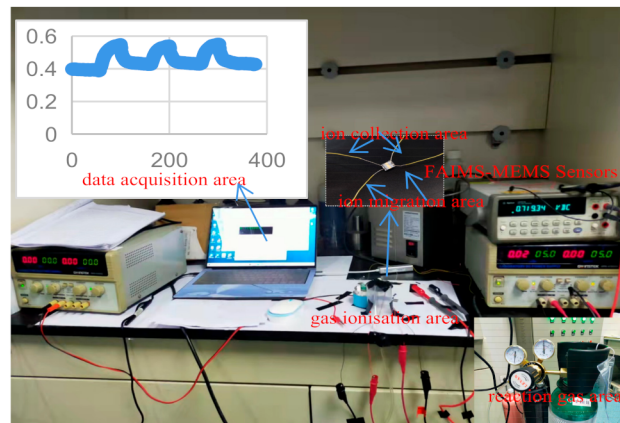 0.6
0.4
0.2
0
0
200
400
data acquisition area
ion collection area
FAIMS-MEMS Sensors
ion migration area
gas ionisation area
reaction gas area